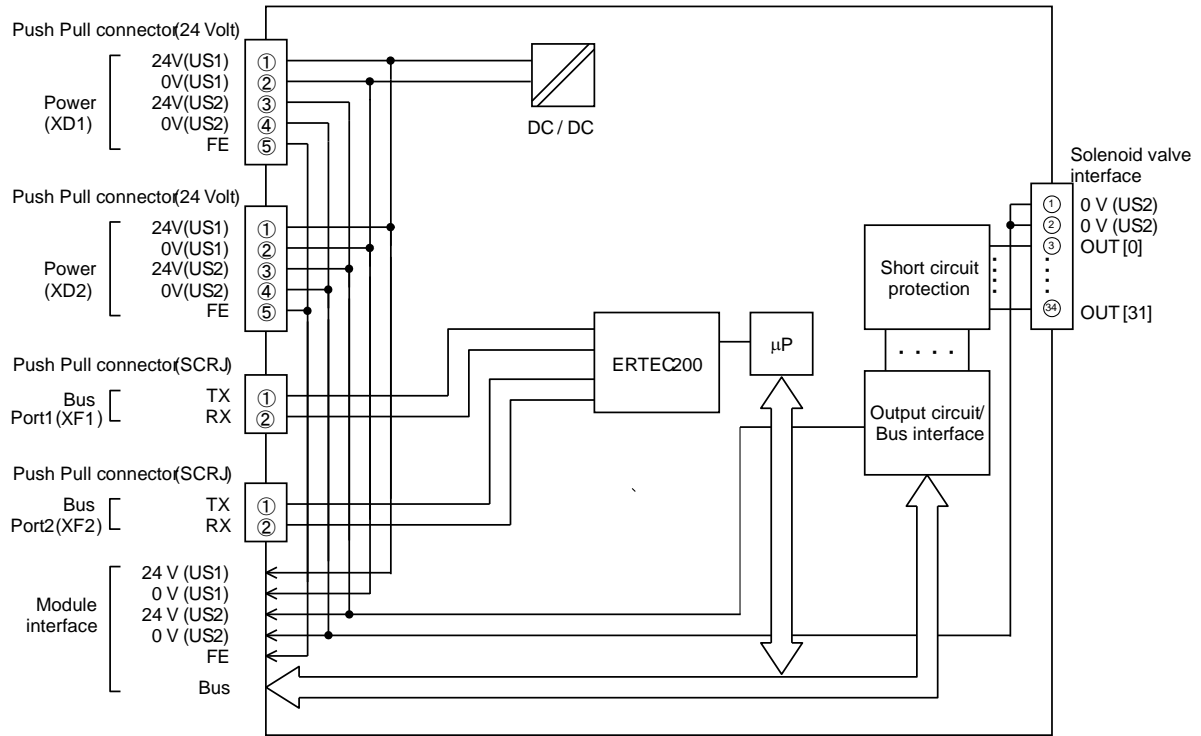 Push Pull connector(24 Volt)
Power
(XD1)
24V(US1) ①
0V(US1) ②
24V(US2) ③
0V(US2) ④
FE ⑤
DC / DC
Push Pull connector(24 Volt)
Power
(XD2)
24V(US1) ①
0V(US1) ②
24V(US2) ③
0V(US2) ④
FE ⑤
Push Pull connector(SCRJ)
Bus
Port1(XF1)
TX ①
RX ②
Push Pull connector(SCRJ)
Bus
Port2(XF2)
TX ①
RX ②
Module
interface
24 V (US1)
0 V (US1)
24 V (US2)
0 V (US2)
FE
Bus
ERTEC200
µP
Short circuit
protection
. . . .
Output circuit/
Bus interface
Solenoid valve
interface
① 0 V (US2)
② 0 V (US2)
③ OUT [0]
㉞ OUT [31]